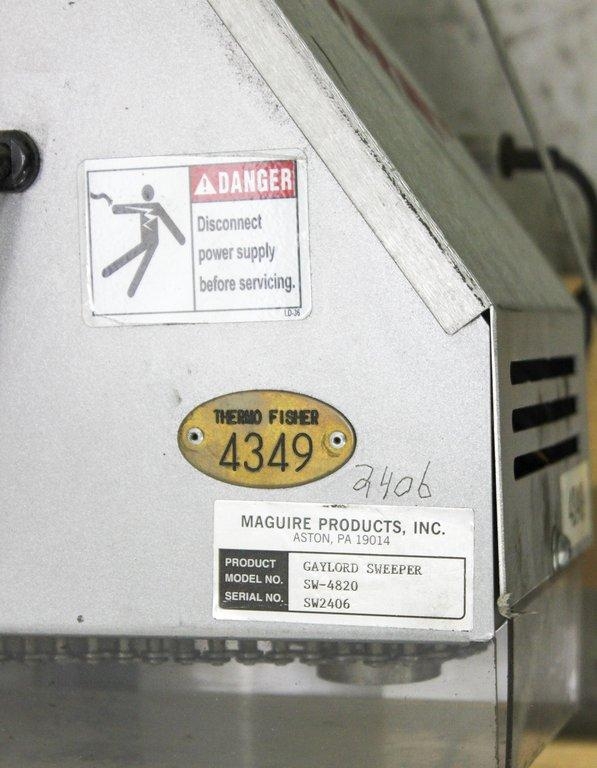 DANGER
Disconnect
power supply
before servicing.
LD-36
THERMO FISHER
4349
2406
MAGUIRE PRODUCTS, INC.
ASTON, PA 19014
PRODUCT GAYLORD SWEEPER
MODEL NO. SW-4820
SERIAL NO. SW2406